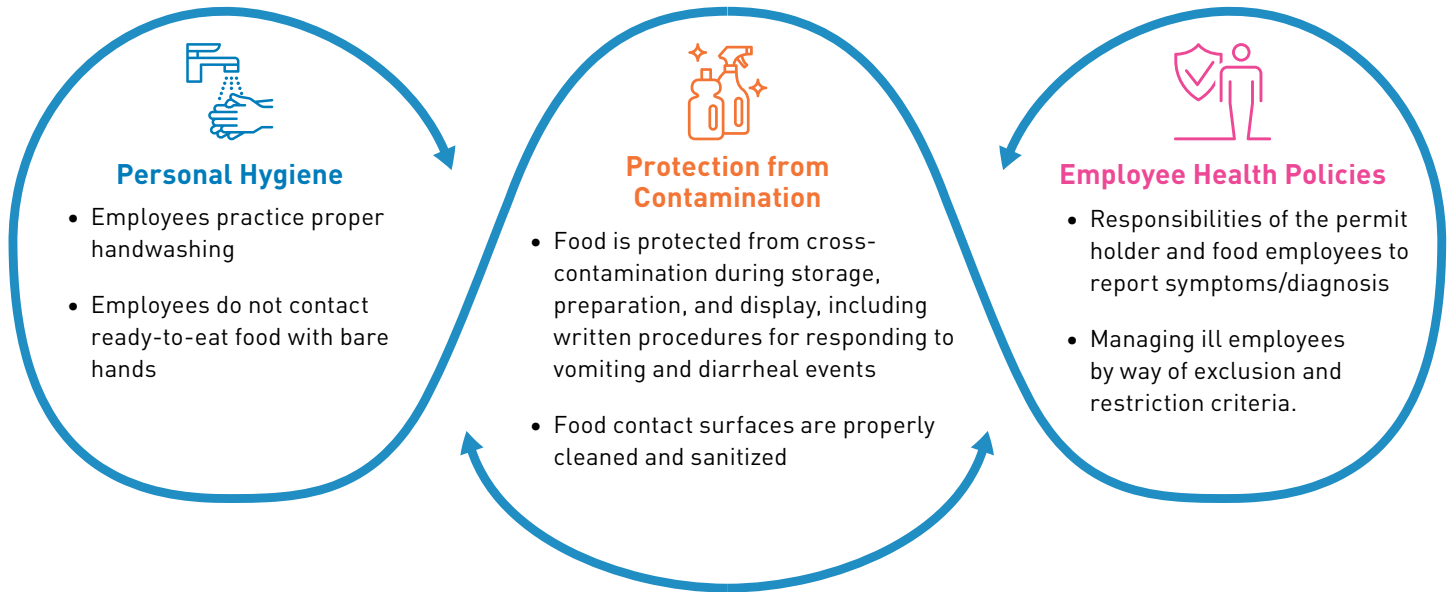 Personal Hygiene
• Employees practice proper
handwashing
• Employees do not contact
ready-to-eat food with bare
hands
Protection from
Contamination
• Food is protected from cross-
contamination during storage,
preparation, and display, including
written procedures for responding to
vomiting and diarrheal events
• Food contact surfaces are properly
cleaned and sanitized
Employee Health Policies
• Responsibilities of the permit
holder and food employees to
report symptoms/diagnosis
• Managing ill employees
by way of exclusion and
restriction criteria.